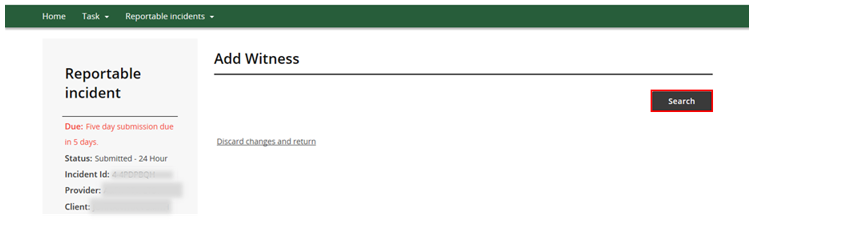 Home Task Reportable incidents
Add Witness
Reportable
incident
Search
Due: Five day submission due
in 5 days.
Discard changes and return
Status: Submitted - 24 Hour
Incident Id:
Provider:
Client: